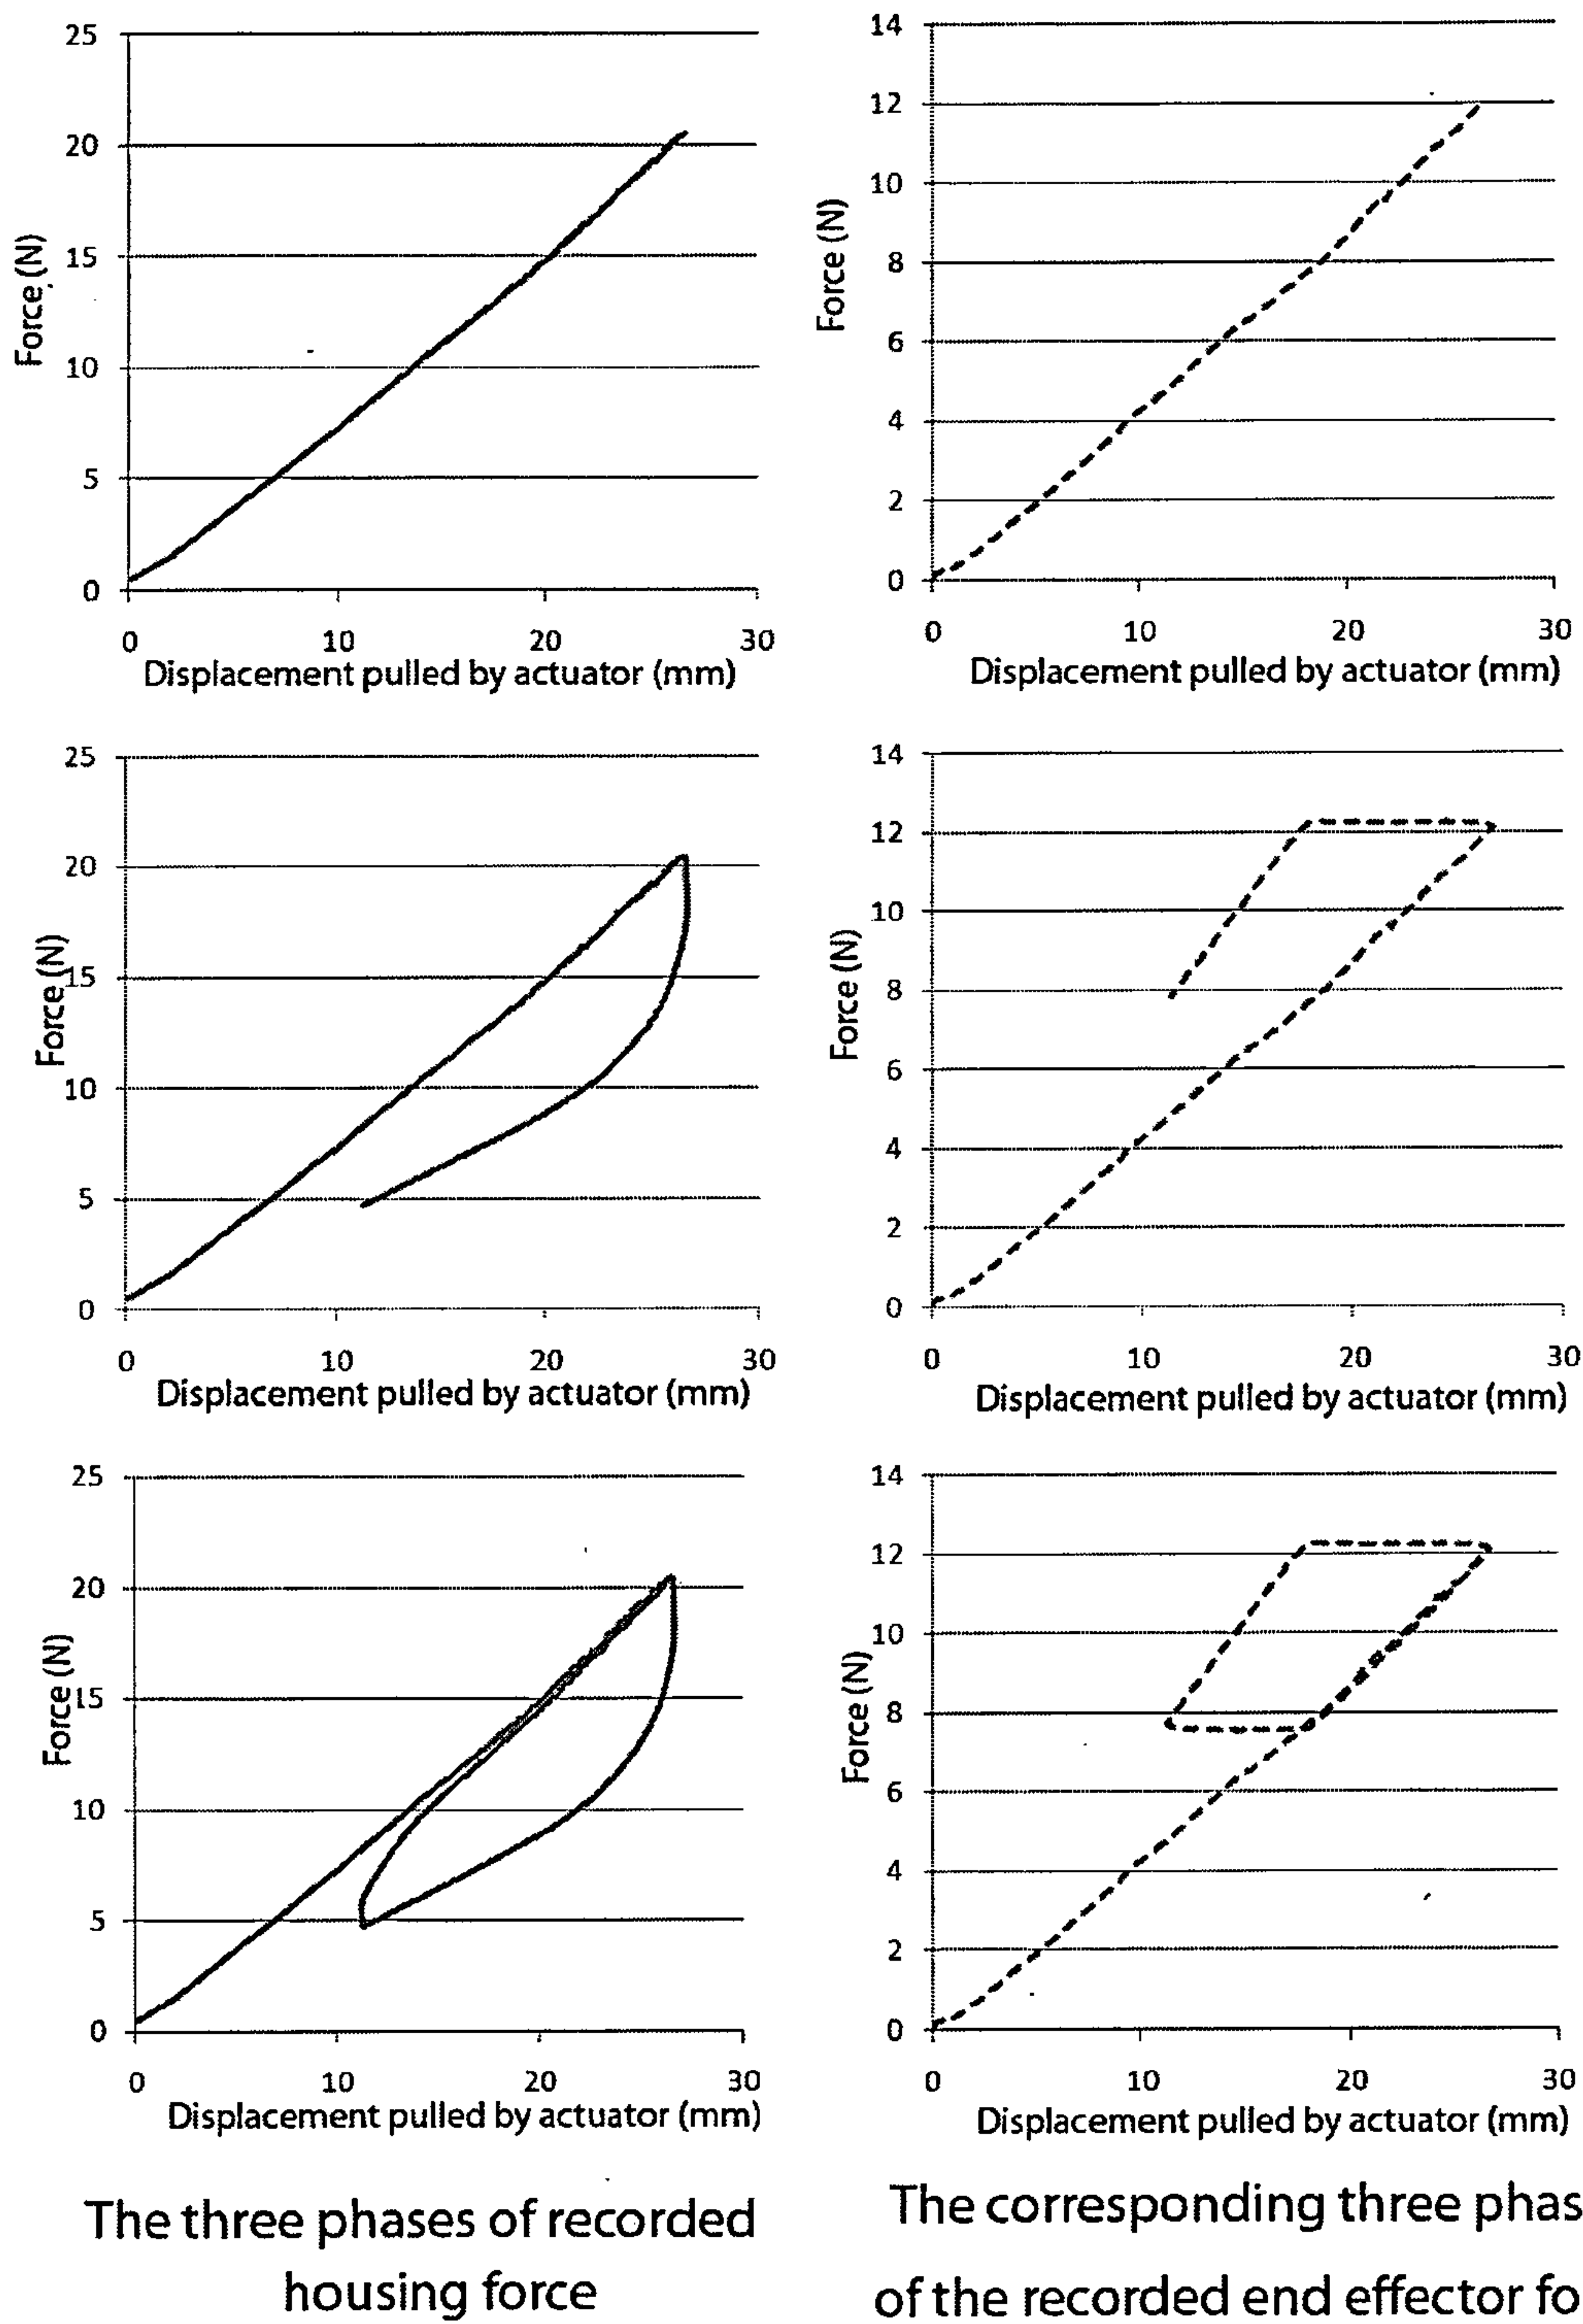 25
20
15
10
5
0
0 10 20 30
Force (N)
Displacement pulled by actuator (mm)
14
12
10
8
6
4
2
0
0 10 20 30
Force (N)
Displacement pulled by actuator (mm)
25
20
15
10
5
0
0 10 20 30
Force (N)
Displacement pulled by actuator (mm)
14
12
10
8
6
4
2
0
0 10 20 30
Force (N)
Displacement pulled by actuator (mm)
25
20
15
10
5
0
0 10 20 30
Force (N)
Displacement pulled by actuator (mm)
14
12
10
8
6
4
2
0
0 10 20 30
Force (N)
Displacement pulled by actuator (mm)
The three phases of recorded
housing force
The corresponding three phas
of the recorded end effector fo